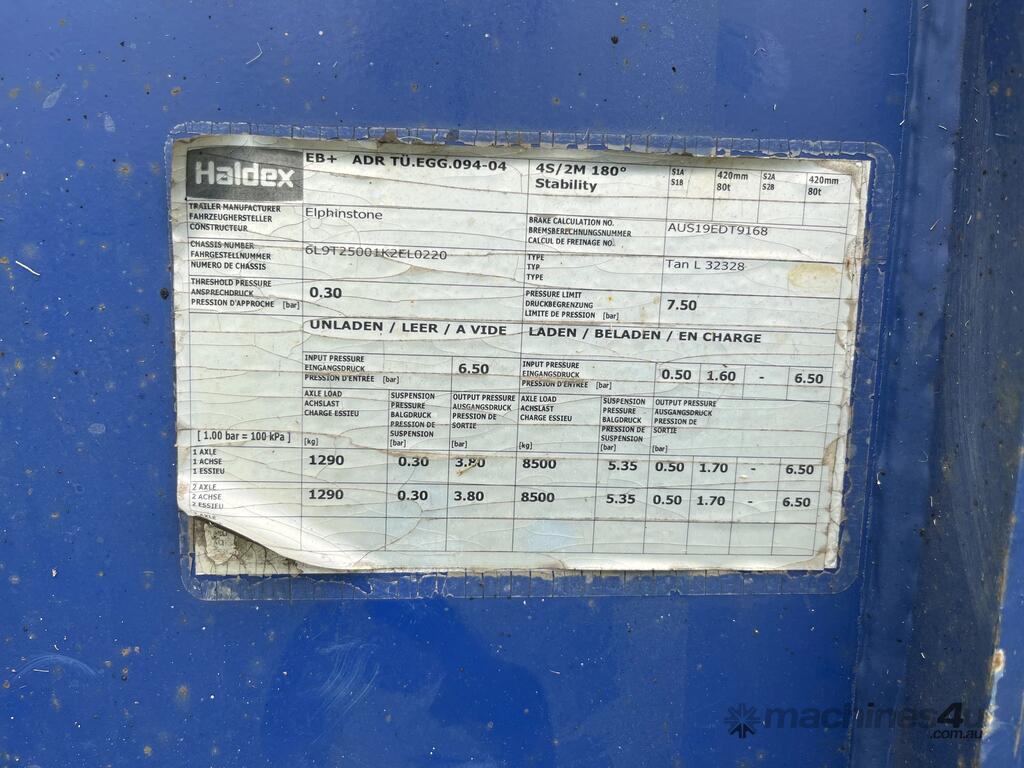 Haldex
EB+ ADR TÜ.EGG.094-04
4S/2M 180°
Stability
S1A
S1B
420mm
80t
S2A
S2B
420mm
80t
TRAILER MANUFACTURER
FAHRZEUGHERSTELLER
CONSTRUCTEUR
Elphinstone
BRAKE CALCULATION NO.
BREMSBERECHNUNGSNUMMER
CALCUL DE FREINAGE NO.
AUS19EDT9168
CHASSIS NUMBER
FAHRGESTELLNUMMER
NUMERO DE CHASSIS
6L9T25001K2EL0220
TYPE
TYP
TYPE
Tan L 32328
THRESHOLD PRESSURE
ANSPRECHDRUCK
PRESSION D'APPROCHE [bar]
0.30
PRESSURE LIMIT
DRUCKBEGRENZUNG
LIMITE DE PRESSION [bar]
7.50
UNLADEN / LEER / A VIDE
LADEN / BELADEN / EN CHARGE
INPUT PRESSURE
EINGANGSDRUCK
PRESSION D'ENTRÉE [bar]
6.50
INPUT PRESSURE
EINGANGSDRUCK
PRESSION D'ENTRÉE [bar]
0.50 1.60 - 6.50
AXLE LOAD
ACHSLAST
CHARGE ESSIEU
[kg]
SUSPENSION
PRESSURE
BALGDRUCK
PRESSION DE
SUSPENSION
[bar]
OUTPUT PRESSURE
AUSGANGSDRUCK
PRESSION DE
SORTIE
[bar]
AXLE LOAD
ACHSLAST
CHARGE ESSIEU
[kg]
SUSPENSION
PRESSURE
BALGDRUCK
PRESSION DE
SUSPENSION
[bar]
OUTPUT PRESSURE
AUSGANGSDRUCK
PRESSION DE
SORTIE
[bar]
[ 1.00 bar = 100 kPa ]
1 AXLE
1 ACHSE
1 ESSIEU
1290 0.30 3.80 8500 5.35 0.50 1.70 - 6.50
2 AXLE
2 ACHSE
2 ESSIEU
1290 0.30 3.80 8500 5.35 0.50 1.70 - 6.50
machines4u
.com.au